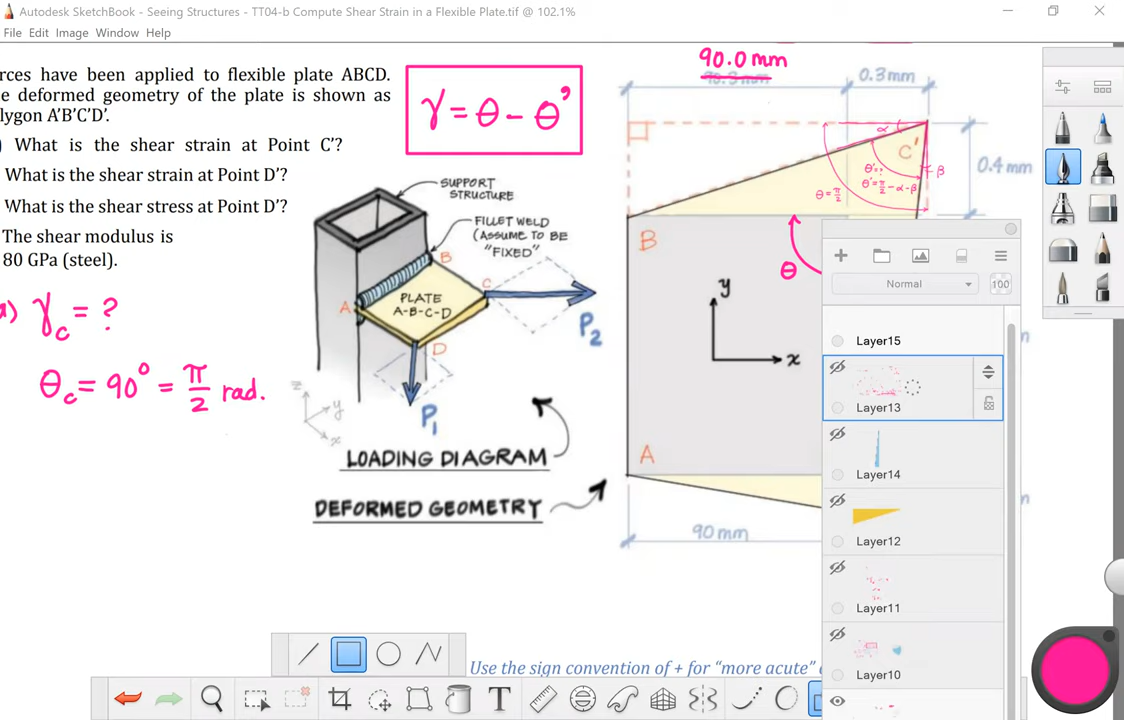 Autodesk SketchBook - Seeing Structures - TT04-b Compute Shear Strain in a Flexible Plate.tif @ 102.1%
File Edit Image Window Help
rces have been applied to flexible plate ABCD.
e deformed geometry of the plate is shown as
lygon A'B'C'D'.
) What is the shear strain at Point C'?
What is the shear strain at Point D'?
What is the shear stress at Point D'?
The shear modulus is
80 GPa (steel).
γ = θ - θ'
a) γc = ?
θc = 90° = π/2 rad.
SUPPORT
STRUCTURE
FILLET WELD
(ASSUME TO BE
"FIXED"
A
B
C
D
PLATE
A-B-C-D
P2
P1
z
y
x
LOADING DIAGRAM
DEFORMED GEOMETRY
90.0 mm
0.3mm
0.4 mm
α
C'
β
θ'=
θ'=π/2-α-β
θ=π/2
B
θ
y
x
A
90 mm
Normal
100
Layer15
Layer13
Layer14
Layer12
Layer11
Layer10
Use the sign convention of + for "more acute"
T